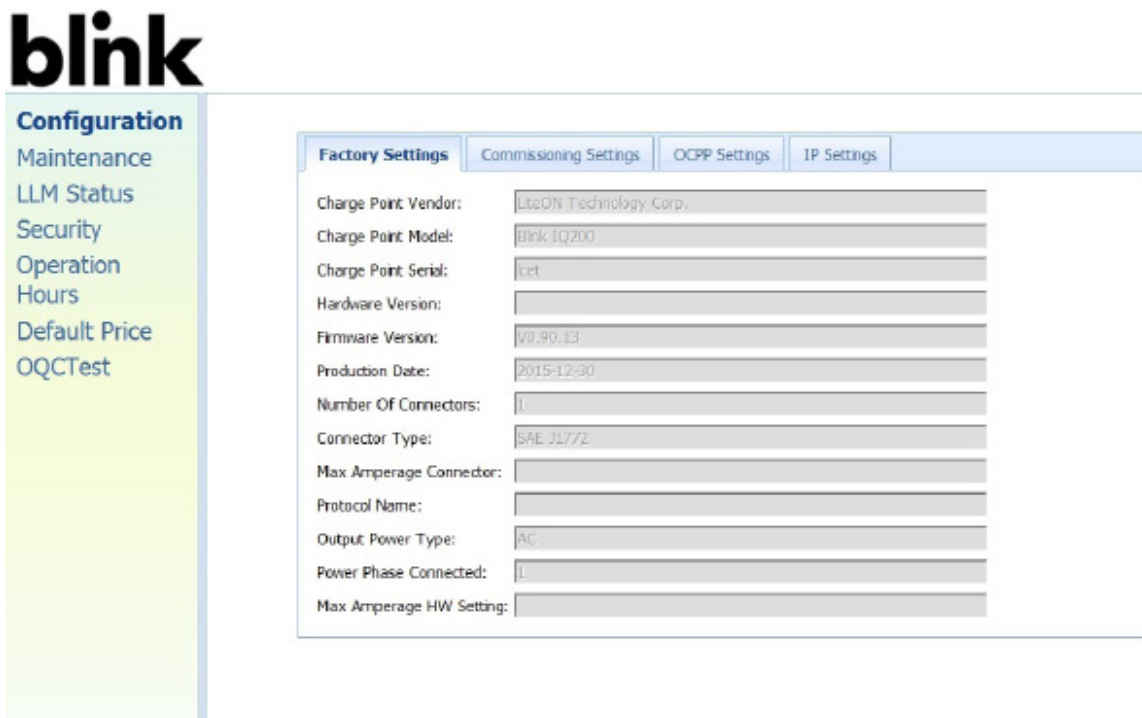 blink
Configuration
Maintenance
LLM Status
Security
Operation
Hours
Default Price
OQCTest
Factory Settings Commissioning Settings OCPP Settings IP Settings
Charge Point Vendor: LiteON Technology Corp.
Charge Point Model: Blink IQ200
Charge Point Serial: lcet
Hardware Version:
Firmware Version: V0.90.13
Production Date: 2015-12-30
Number Of Connectors: 1
Connector Type: SAE J1772
Max Amperage Connector:
Protocol Name:
Output Power Type: AC
Power Phase Connected: 1
Max Amperage HW Setting: